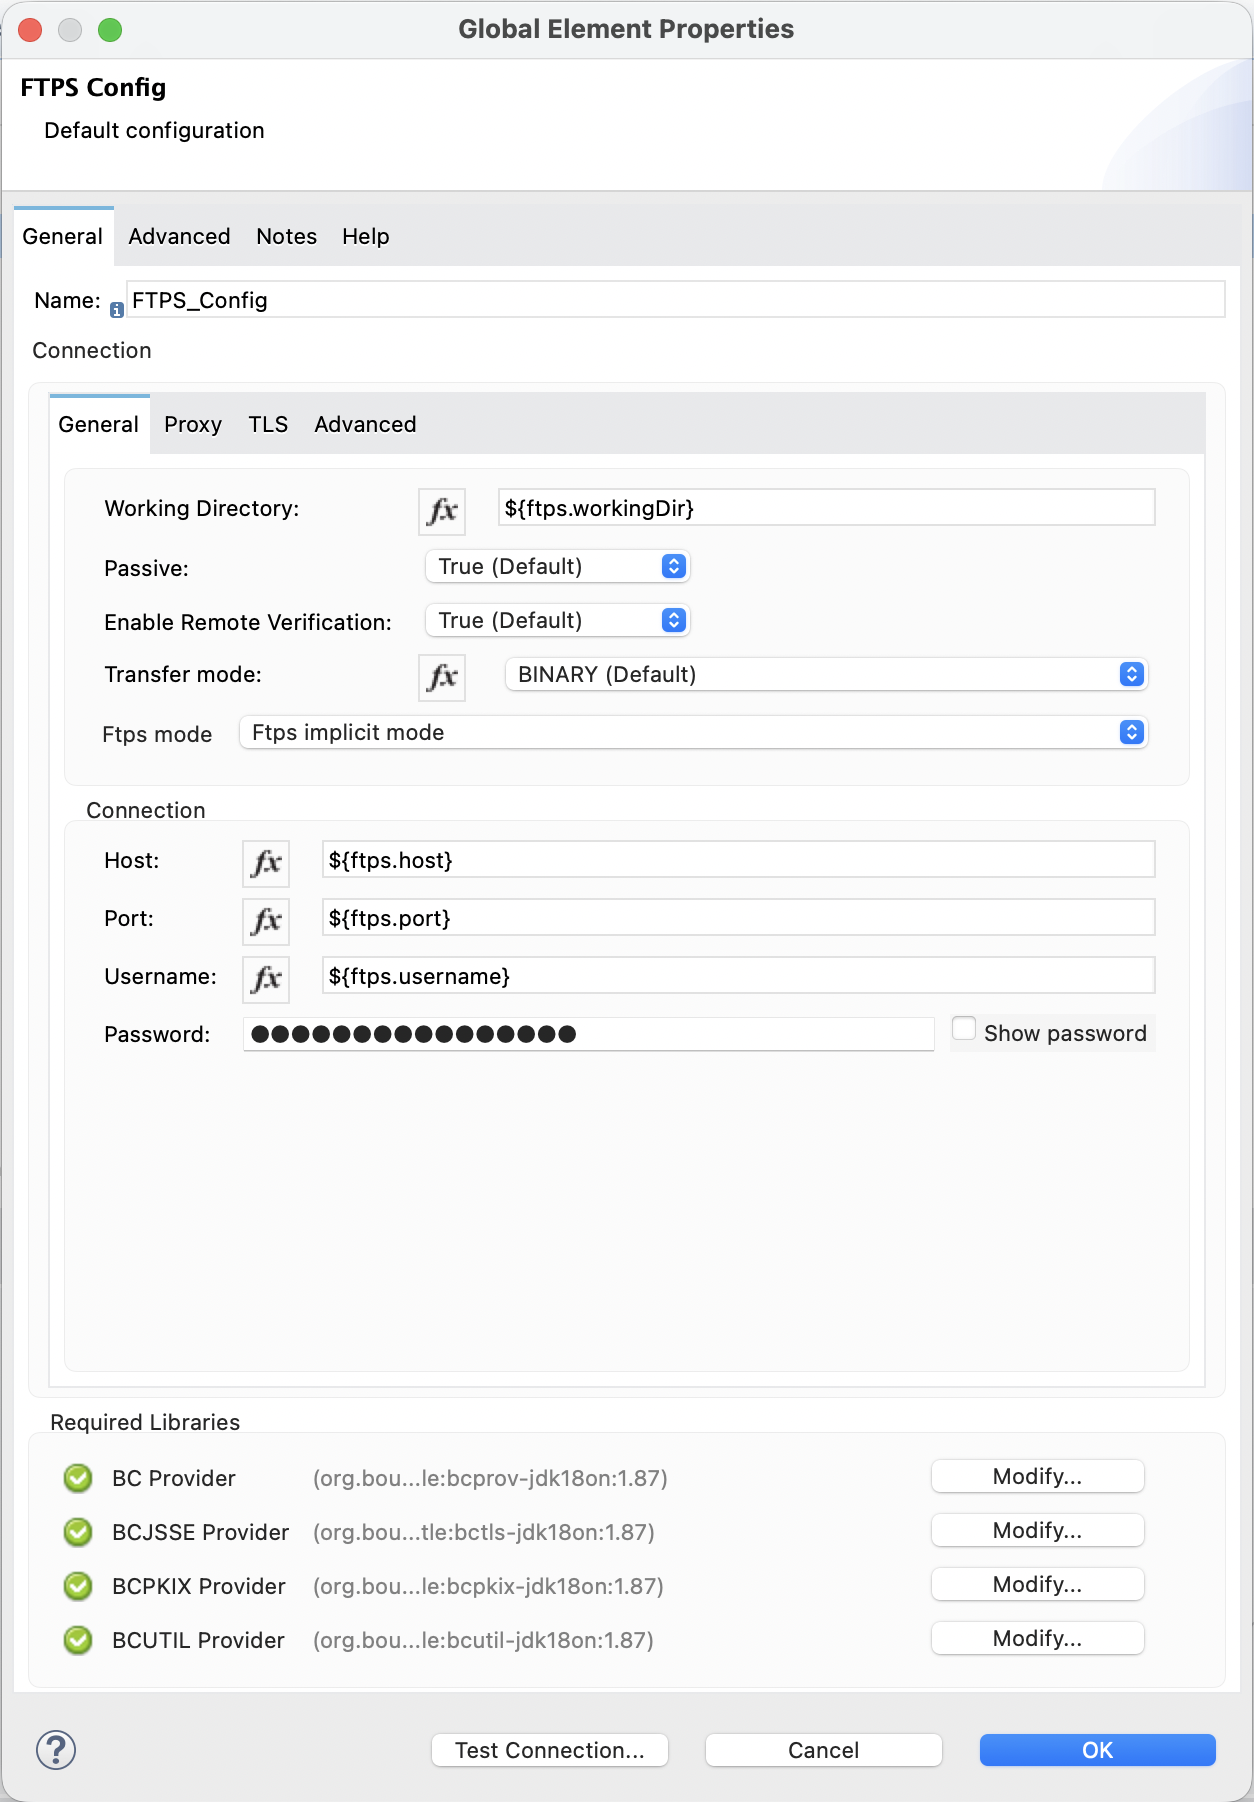 Global Element Properties
FTPS Config
Default configuration
General Advanced Notes Help
Name: FTPS_Config
Connection
General Proxy TLS Advanced
Working Directory: fx ${ftps.workingDir}
Passive: True (Default)
Enable Remote Verification: True (Default)
Transfer mode: fx BINARY (Default)
Ftps mode Ftps implicit mode
Connection
Host: fx ${ftps.host}
Port: fx ${ftps.port}
Username: fx ${ftps.username}
Password: ●●●●●●●●●●●●●●●● Show password
Required Libraries
BC Provider (org.bou...le:bcprov-jdk18on:1.87) Modify...
BCJSSE Provider (org.bou...tle:bctls-jdk18on:1.87) Modify...
BCPKIX Provider (org.bou...le:bcpkix-jdk18on:1.87) Modify...
BCUTIL Provider (org.bou...le:bcutil-jdk18on:1.87) Modify...
? Test Connection... Cancel OK